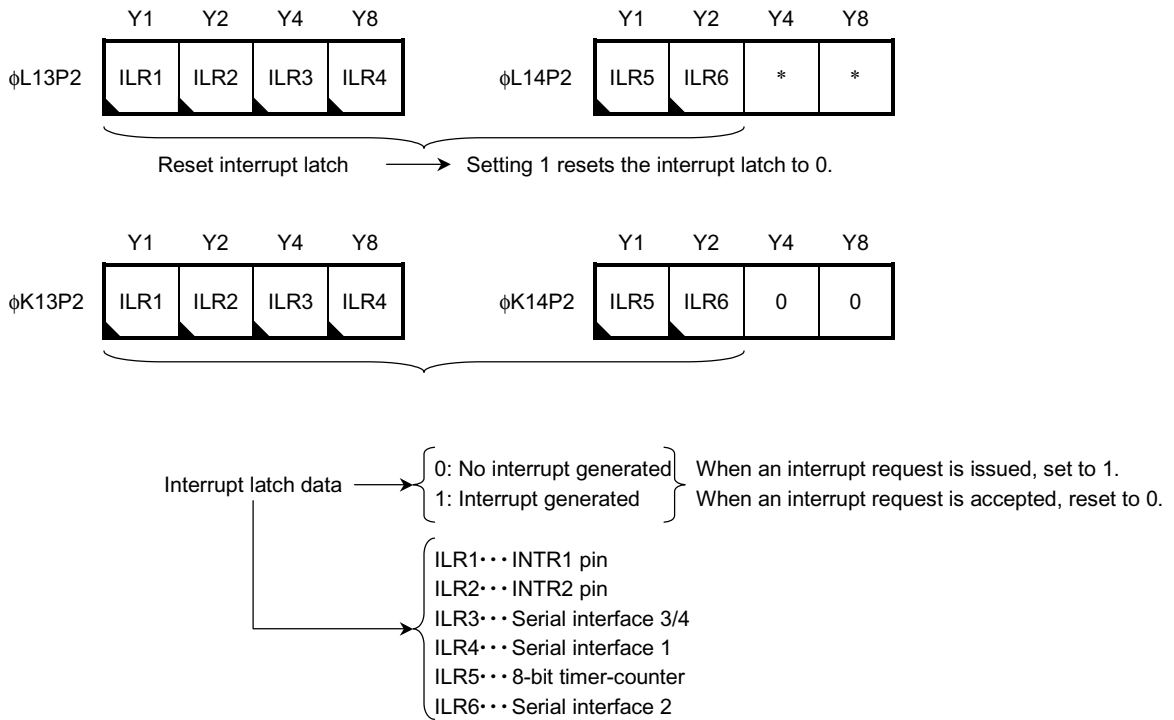 Y1 Y2 Y4 Y8 Y1 Y2 Y4 Y8
ϕL13P2 ILR1 ILR2 ILR3 ILR4 ϕL14P2 ILR5 ILR6 * *
Reset interrupt latch Setting 1 resets the interrupt latch to 0.
Y1 Y2 Y4 Y8 Y1 Y2 Y4 Y8
ϕK13P2 ILR1 ILR2 ILR3 ILR4 ϕK14P2 ILR5 ILR6 0 0
Interrupt latch data
0: No interrupt generated
1: Interrupt generated
When an interrupt request is issued, set to 1.
When an interrupt request is accepted, reset to 0.
ILR1··· INTR1 pin
ILR2··· INTR2 pin
ILR3··· Serial interface 3/4
ILR4··· Serial interface 1
ILR5··· 8-bit timer-counter
ILR6··· Serial interface 2